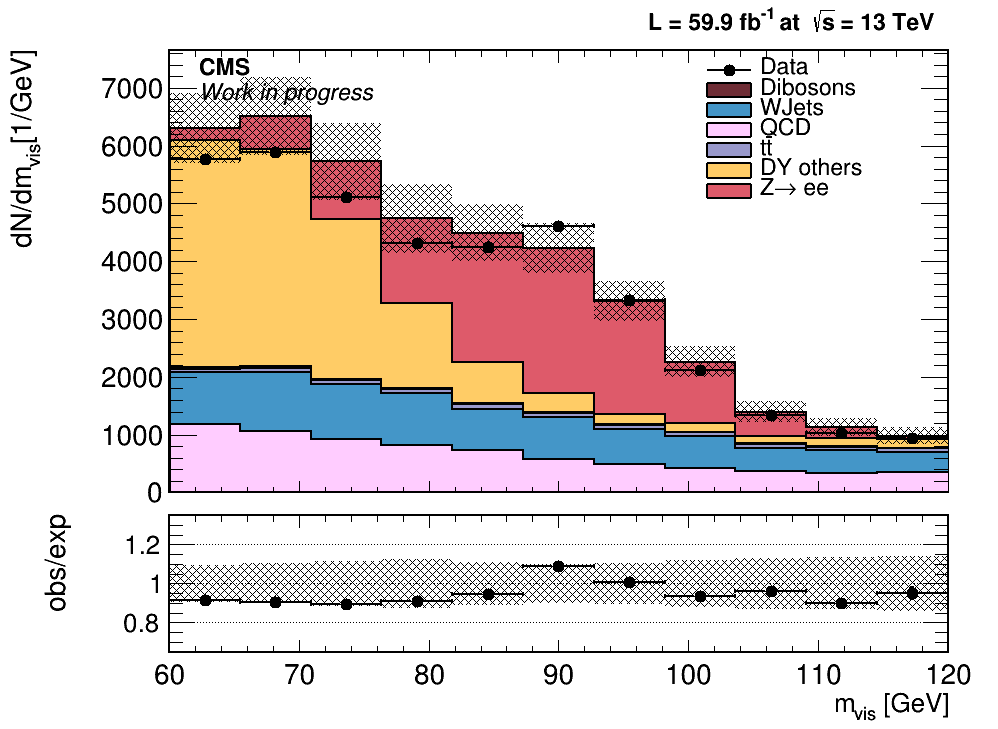 L = 59.9 fb⁻¹ at √s = 13 TeV
dN/dm_vis[1/GeV]
CMS
Work in progress
Data
Dibosons
WJets
QCD
tt̄
DY others
Z→ ee
7000
6000
5000
4000
3000
2000
1000
0
obs/exp
1.2
1
0.8
60 70 80 90 100 110 120
m_vis [GeV]